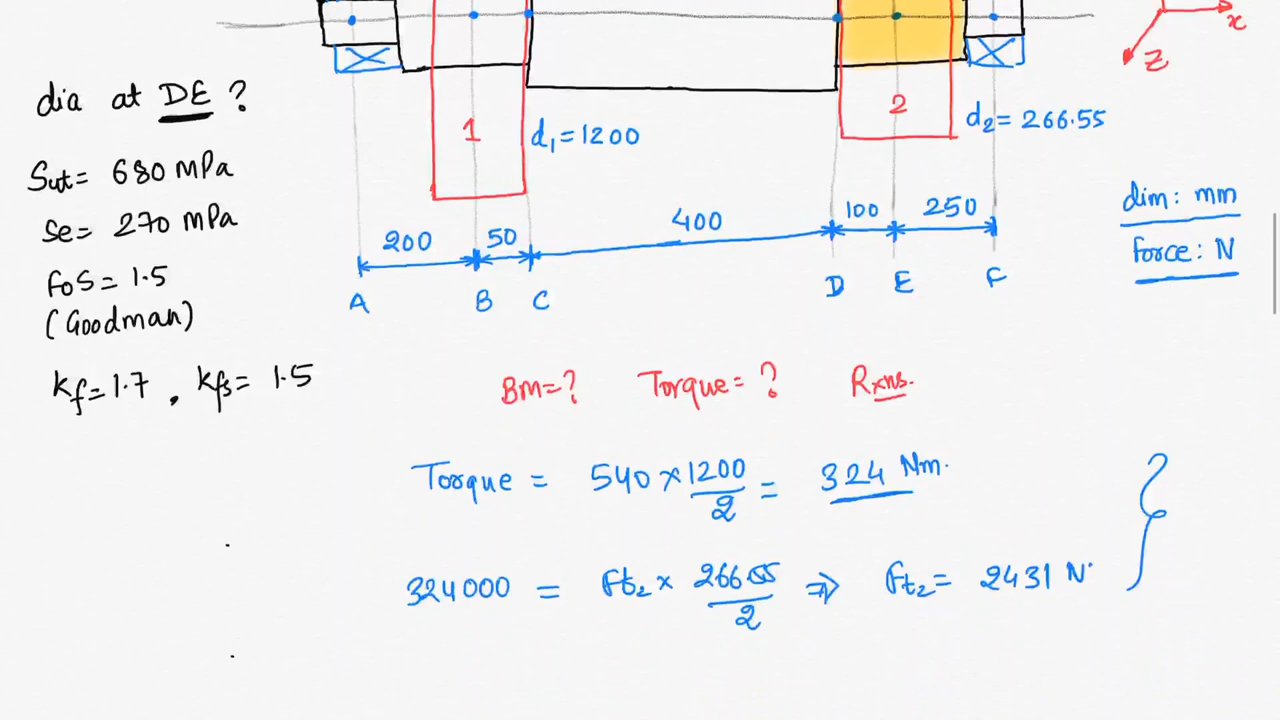 x
Z
dia at DE ?
1
2
d₁= 1200
d₂= 266.55
Sut= 680 MPa
Se= 270 MPa
FoS = 1.5
(Goodman)
kf= 1.7 , kfs= 1.5
dim: mm
force: N
200
50
400
100
250
A
B
C
D
E
F
BM=?
Torque= ?
Rxns.
Torque = 540 × 1200/2 = 324 Nm.
324000 = Ft₂ × 266.55/2 ⇒ Ft₂= 2431 N